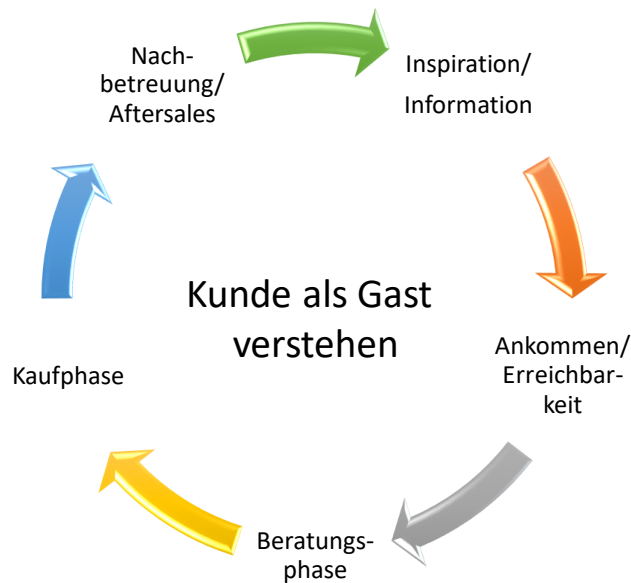 Nach-
betreuung/
Aftersales
Inspiration/
Information
Kunde als Gast
verstehen
Kaufphase
Ankommen/
Erreichbar-
keit
Beratungs-
phase